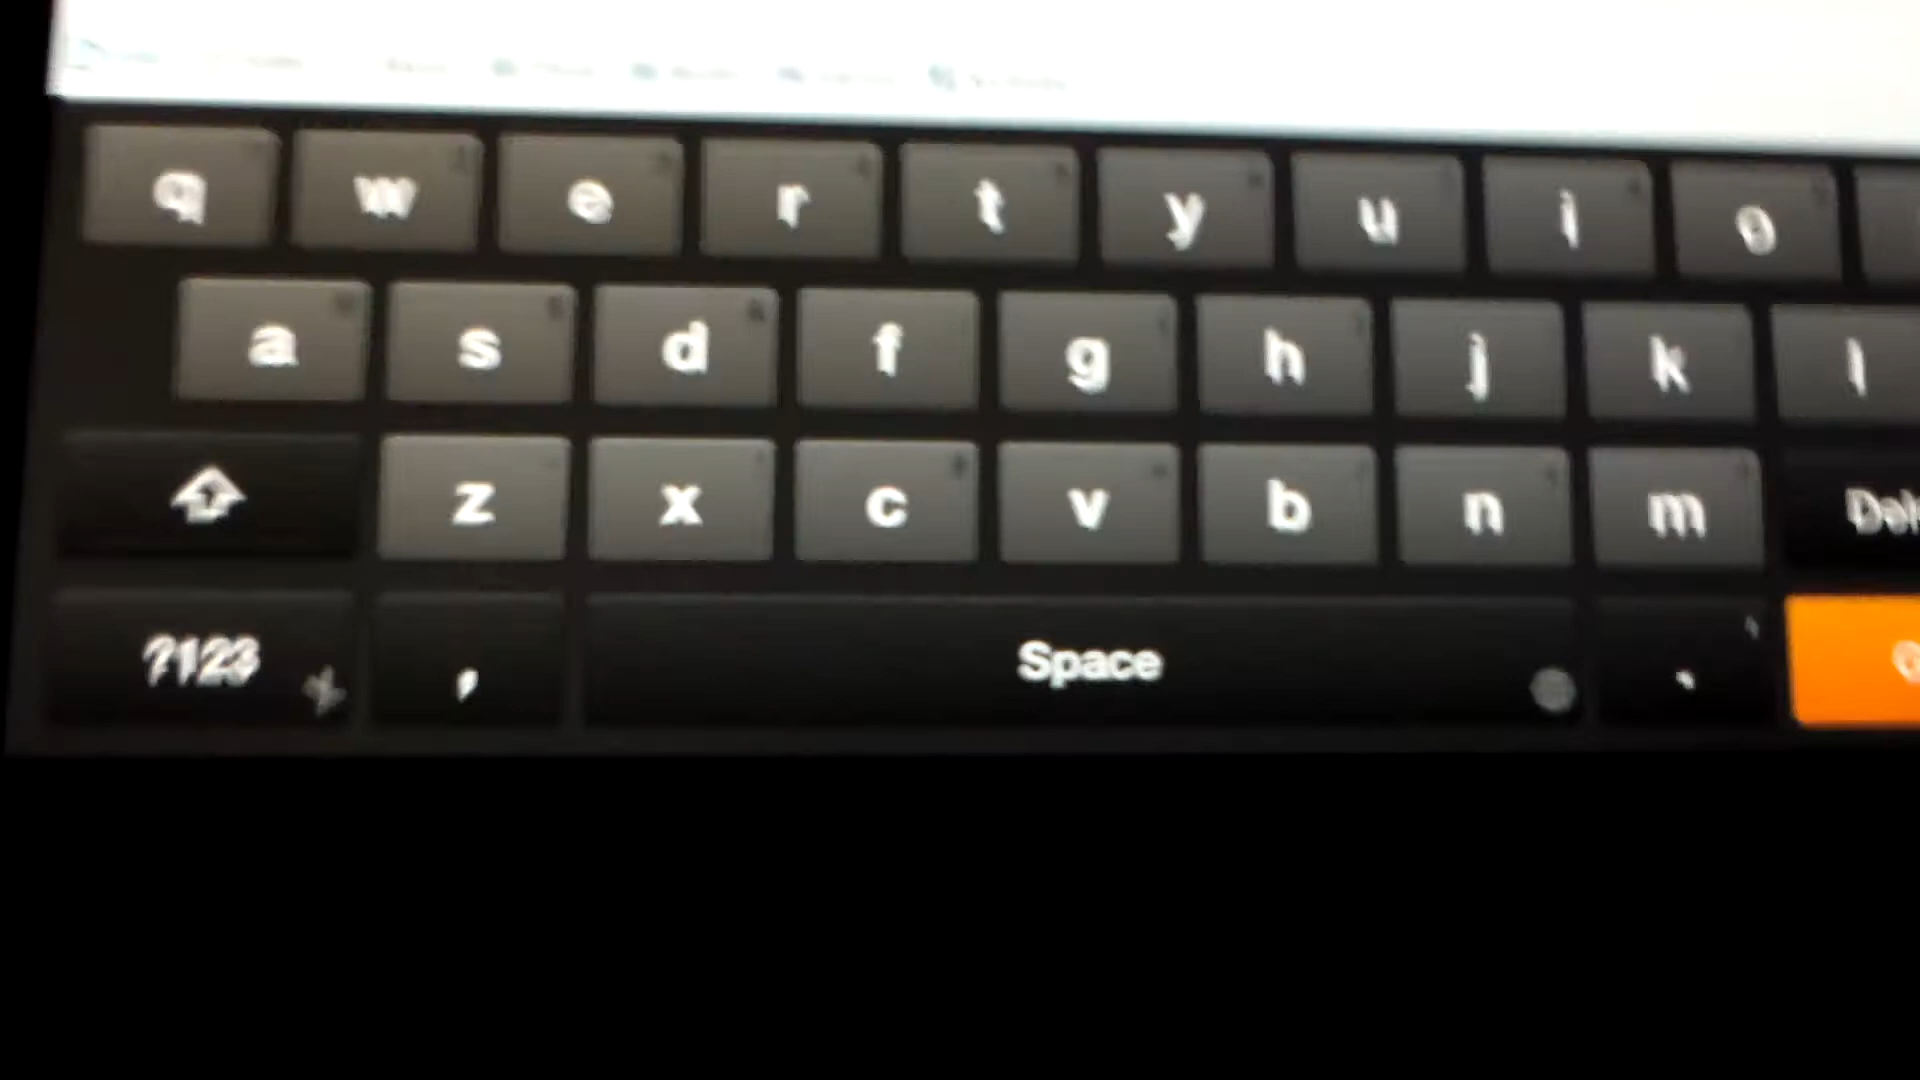 q w e r t y u i o
a s d f g h j k l
z x c v b n m
?123 , Space .